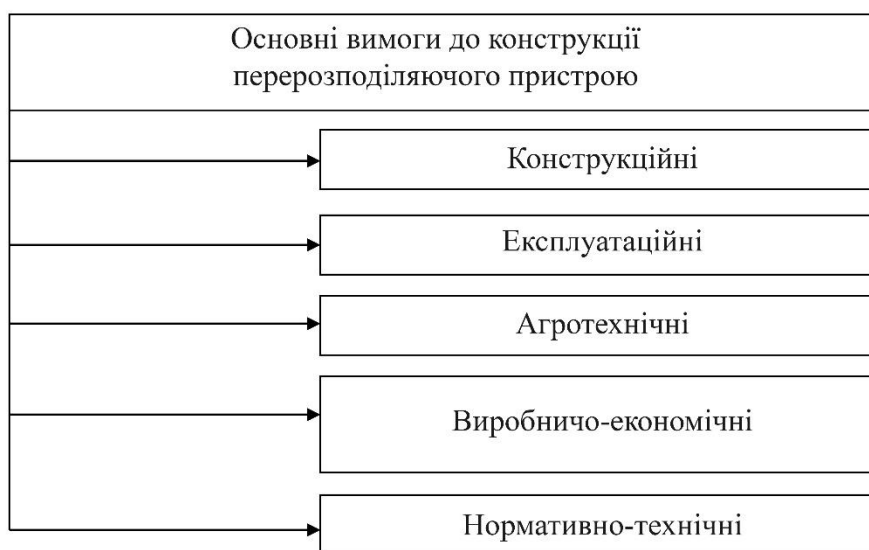 Основні вимоги до конструкції
перерозподіляючого пристрою
Конструкційні
Експлуатаційні
Агротехнічні
Виробничо-економічні
Нормативно-технічні